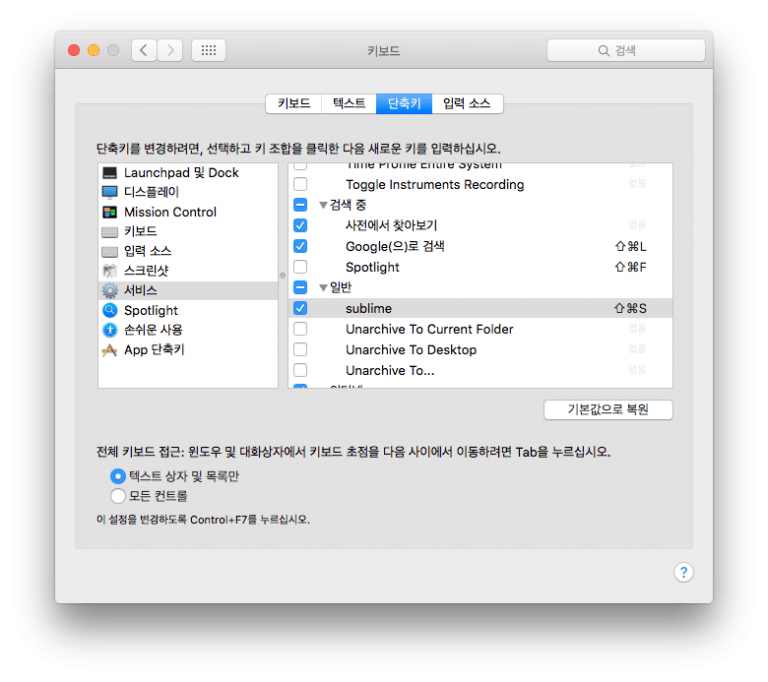 키보드
검색
키보드
텍스트
단축키
입력 소스
단축키를 변경하려면, 선택하고 키 조합을 클릭한 다음 새로운 키를 입력하십시오.
Launchpad 및 Dock
디스플레이
Mission Control
키보드
입력 소스
스크린샷
서비스
Spotlight
손쉬운 사용
App 단축키
Time Profile Entire System
Toggle Instruments Recording 없음
▼검색 중
사전에서 찾아보기 없음
Google(으)로 검색 ⇧⌘L
Spotlight ⇧⌘F
▼일반
sublime ⇧⌘S
Unarchive To Current Folder 없음
Unarchive To Desktop 없음
Unarchive To... 없음
기본값으로 복원
전체 키보드 접근: 윈도우 및 대화상자에서 키보드 초점을 다음 사이에서 이동하려면 Tab을 누르십시오.
텍스트 상자 및 목록만
모든 컨트롤
이 설정을 변경하도록 Control+F7를 누르십시오.
?